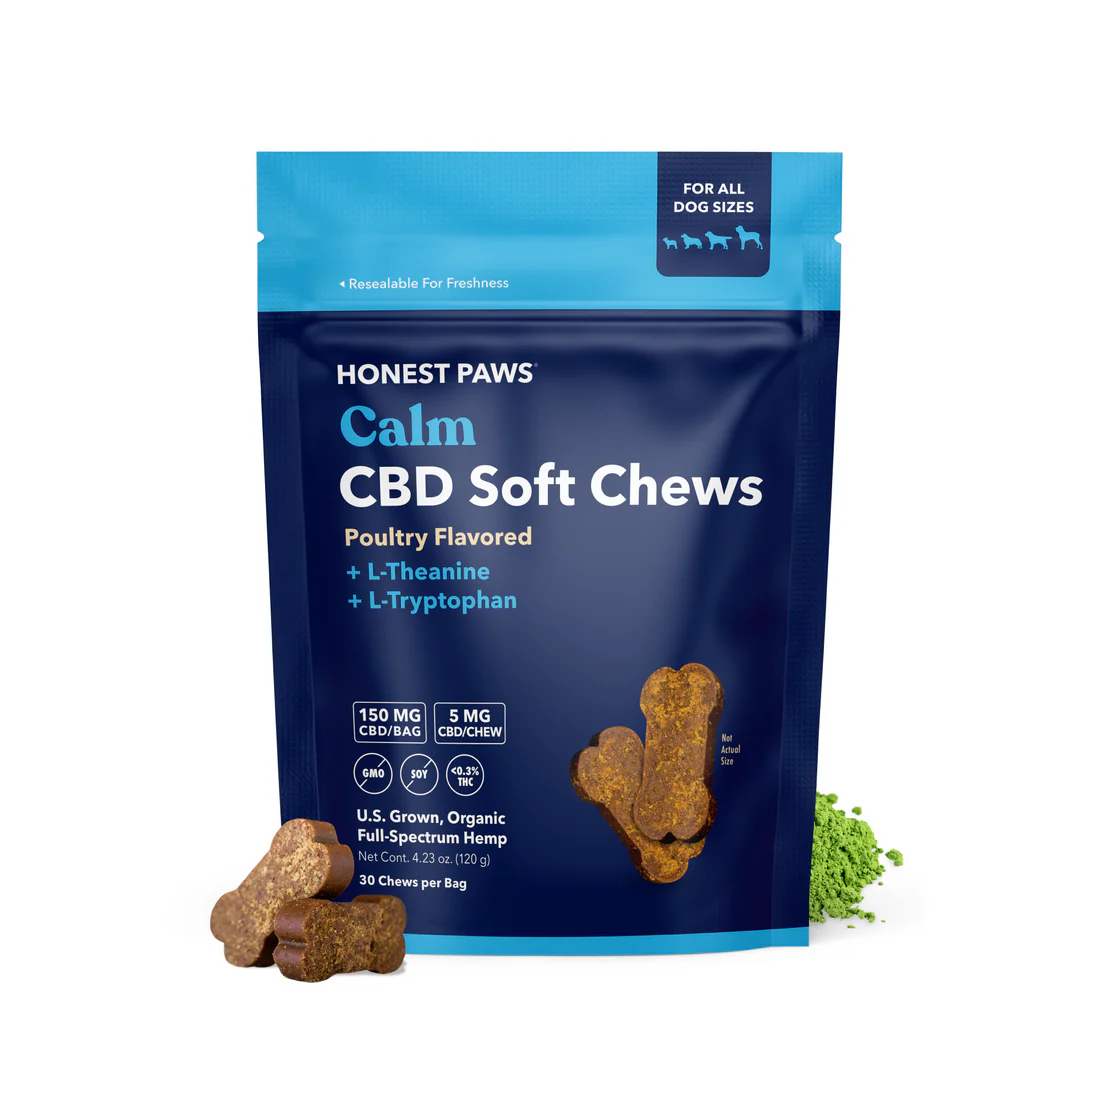 FOR ALL
DOG SIZES
Resealable For Freshness
HONEST PAWS®
Calm
CBD Soft Chews
Poultry Flavored
+ L-Theanine
+ L-Tryptophan
150 MG
CBD/BAG
5 MG
CBD/CHEW
GMO
SOY
<0.3%
THC
Not
Actual
Size
U.S. Grown, Organic
Full-Spectrum Hemp
Net Cont. 4.23 oz. (120 g)
30 Chews per Bag